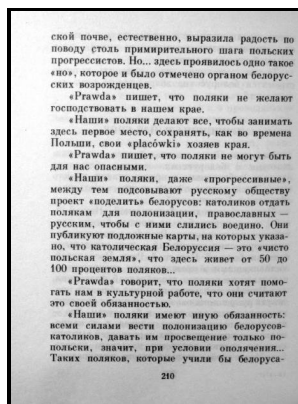 ской почве, естественно, выразила радость по
поводу столь примирительного шага польских
прогрессистов. Но... здесь проявилось одно такое
«но», которое и было отмечено органом белорус-
ских возрожденцев.
«Prawda» пишет, что поляки не желают
господствовать в нашем крае.
«Наши» поляки делают все, чтобы занимать
здесь первое место, сохранять, как во времена
Польши, свои «placówki» хозяев края.
«Prawda» пишет, что поляки не могут быть
для нас опасными.
«Наши» поляки, даже «прогрессивные»,
между тем подсовывают русскому обществу
проект «поделить» белорусов: католиков отдать
полякам для полонизации, православных —
русским, чтобы с ними слились воедино. Они
публикуют подложные карты, на которых указа-
но, что католическая Белоруссия — это «чисто
польская земля», что здесь живет от 50 до
100 процентов поляков...
«Prawda» говорит, что поляки хотят помо-
гать нам в культурной работе, что они считают
это своей обязанностью.
«Наши» поляки имеют иную обязанность:
всеми силами вести полонизацию белорусов-
католиков, давать им просвещение только по-
польски, значит, при условии ополячения...
Таких поляков, которые учили бы белоруса-
210